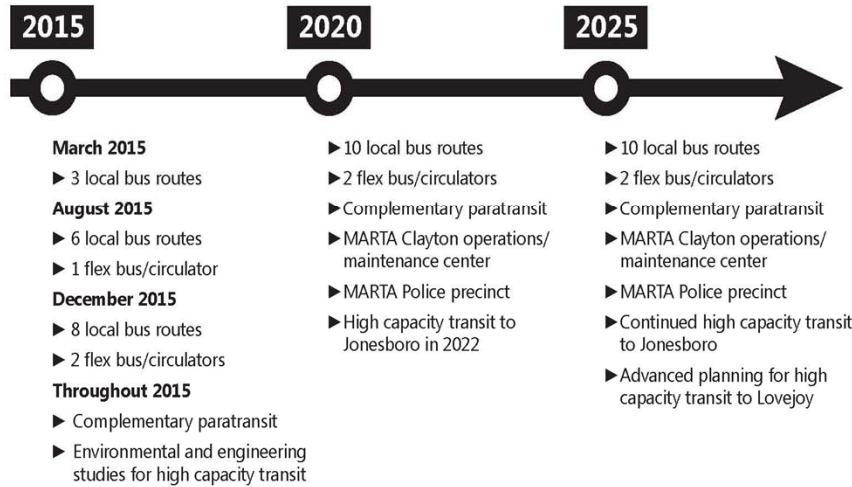 2015
2020
2025
March 2015
▶ 3 local bus routes
August 2015
▶ 6 local bus routes
▶ 1 flex bus/circulator
December 2015
▶ 8 local bus routes
▶ 2 flex bus/circulators
Throughout 2015
▶ Complementary paratransit
▶ Environmental and engineering
studies for high capacity transit
▶10 local bus routes
▶2 flex bus/circulators
▶Complementary paratransit
▶MARTA Clayton operations/
maintenance center
▶MARTA Police precinct
▶High capacity transit to
Jonesboro in 2022
▶10 local bus routes
▶2 flex bus/circulators
▶Complementary paratransit
▶MARTA Clayton operations/
maintenance center
▶MARTA Police precinct
▶Continued high capacity transit
to Jonesboro
▶Advanced planning for high
capacity transit to Lovejoy